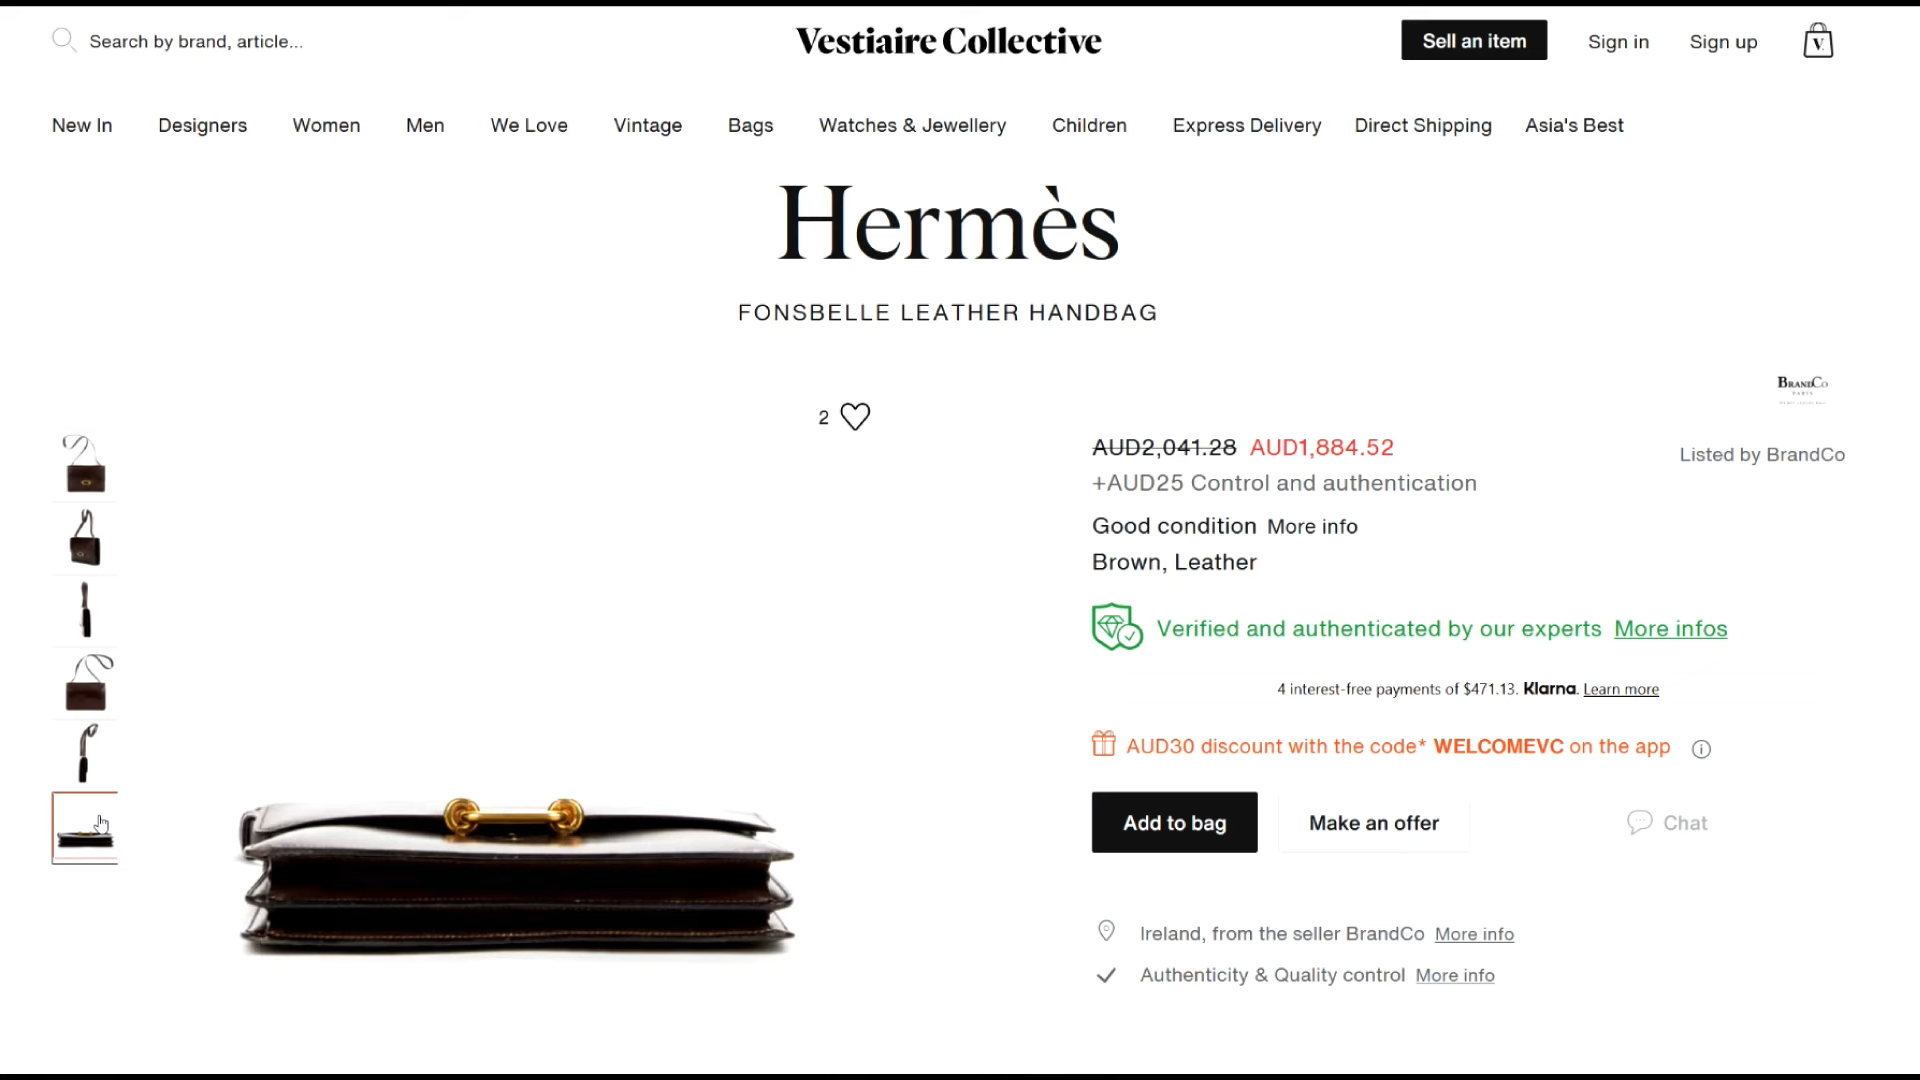 Search by brand, article...
Vestiaire Collective
Sell an item
Sign in
Sign up
V.
New In
Designers
Women
Men
We Love
Vintage
Bags
Watches & Jewellery
Children
Express Delivery
Direct Shipping
Asia's Best
Hermès
FONSBELLE LEATHER HANDBAG
2
BRANDCO
PARIS
AUD2,041.28 AUD1,884.52
Listed by BrandCo
+AUD25 Control and authentication
Good condition More info
Brown, Leather
Verified and authenticated by our experts More infos
4 interest-free payments of $471.13. Klarna. Learn more
AUD30 discount with the code* WELCOMEVC on the app
Add to bag
Make an offer
Chat
Ireland, from the seller BrandCo More info
Authenticity & Quality control More info